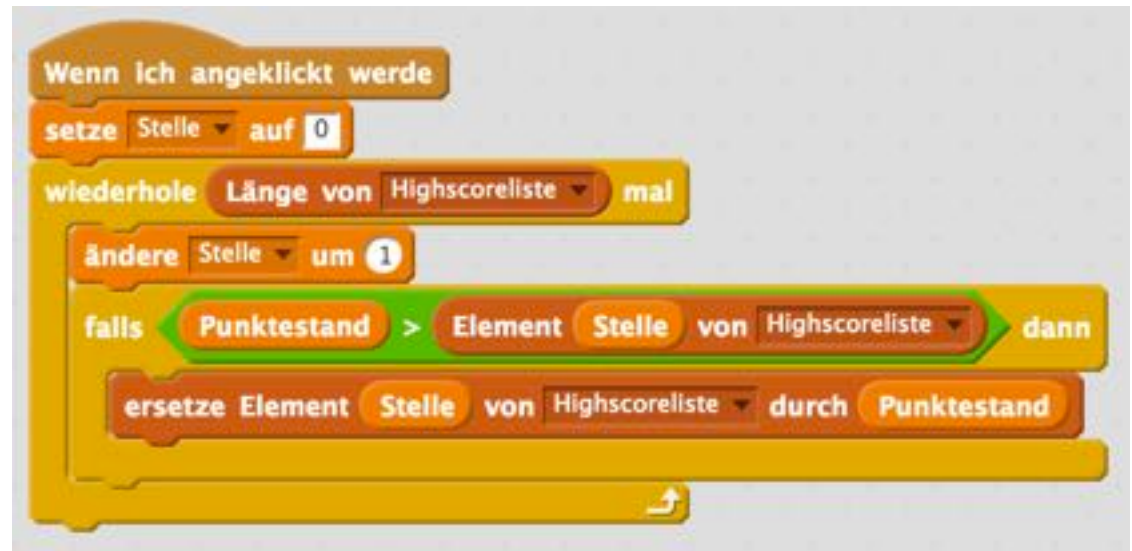 Wenn ich angeklickt werde
setze Stelle auf 0
wiederhole Länge von Highscoreliste mal
ändere Stelle um 1
falls Punktestand > Element Stelle von Highscoreliste dann
ersetze Element Stelle von Highscoreliste durch Punktestand